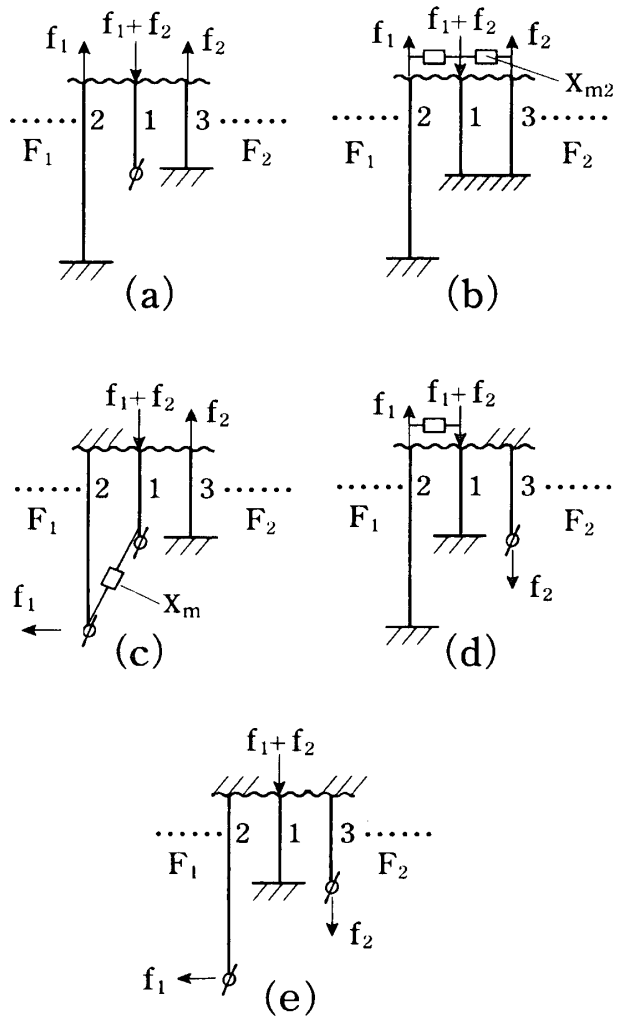 f₁ f₁+f₂ f₂
2 1 3
F₁ F₂
(a)
f₁ f₁+f₂ f₂
Xₘ₂
2 1 3
F₁ F₂
(b)
f₁+f₂ f₂
2 1 3
F₁ F₂
f₁ Xₘ
(c)
f₁ f₁+f₂
2 1 3
F₁ F₂
f₂
(d)
f₁+f₂
2 1 3
F₁ F₂
f₂
f₁
(e)